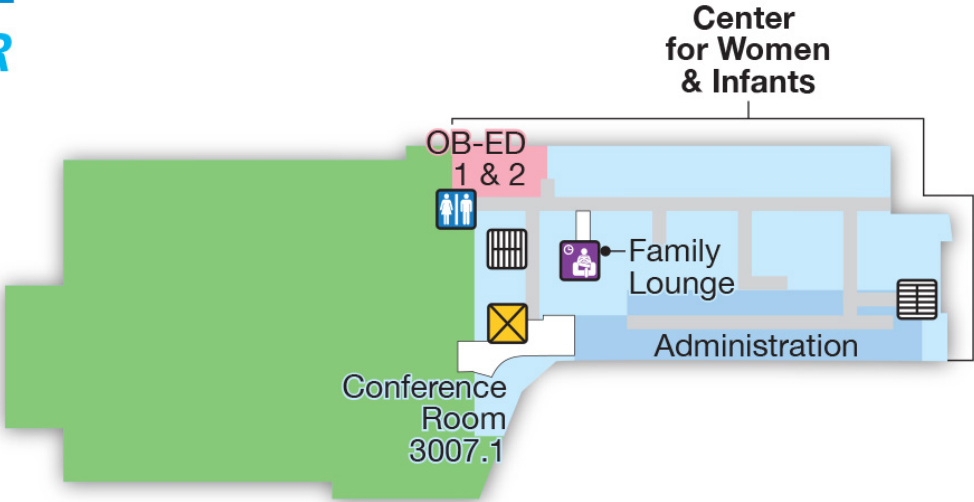 R
Center
for Women
& Infants
OB-ED
1 & 2
Family
Lounge
Administration
Conference
Room
3007.1